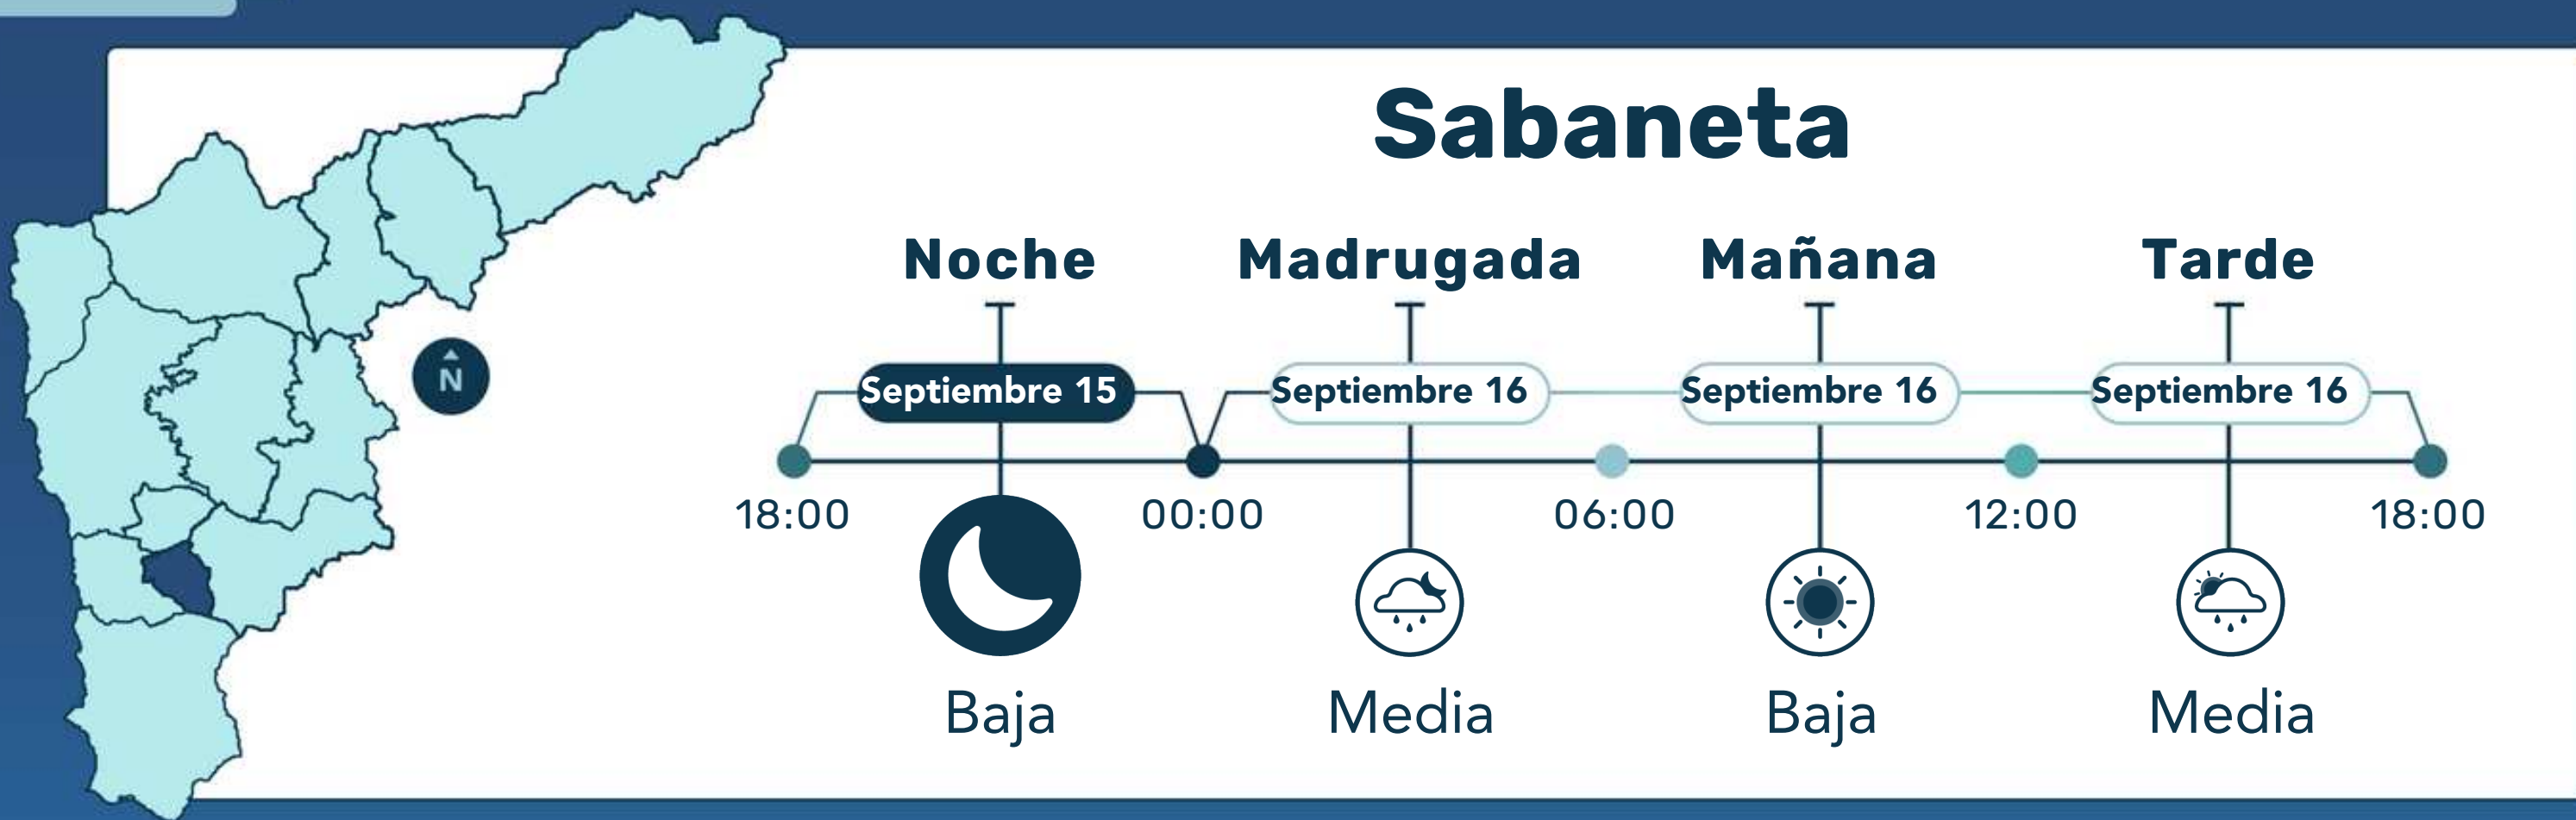 Sabaneta
Noche
Madrugada
Mañana
Tarde
Septiembre 15
Septiembre 16
Septiembre 16
Septiembre 16
N
18:00
00:00
06:00
12:00
18:00
Baja
Media
Baja
Media